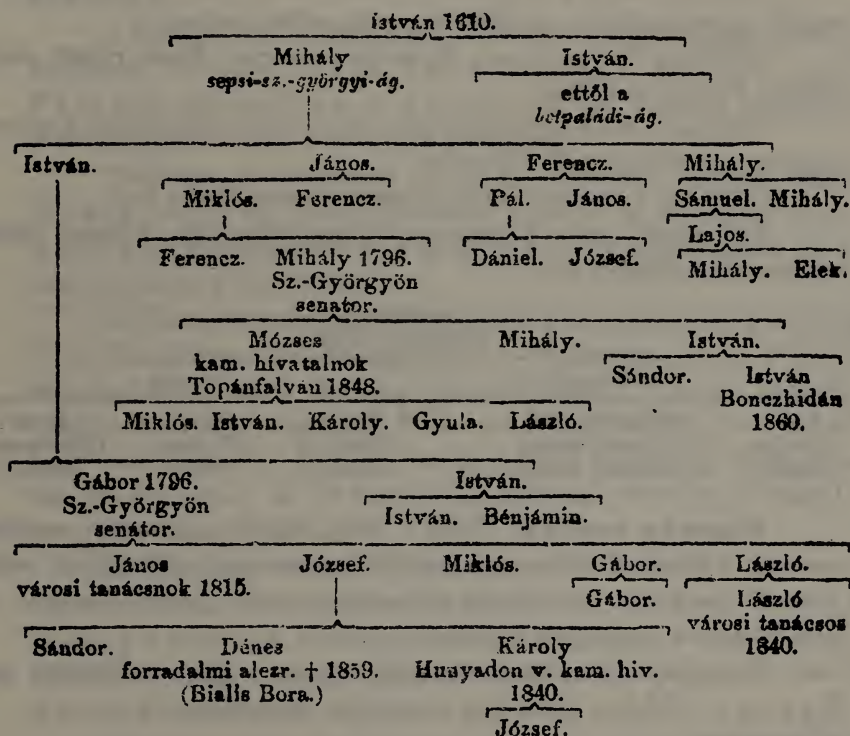 István 1610.
Mihály István.
sepsi-sz.-györgyi-ág. ettől a
betpaládi-ág.
István. János. Ferencz. Mihály.
Miklós. Ferencz. Pál. János. Sámuel. Mihály.
Lajos.
Ferencz. Mihály 1796. Dániel. József. Mihály. Elek.
Sz.-Györgyön
senator.
Mózses Mihály. István.
kam. hívatalnok Sándor. István
Topánfalván 1848. Bonczhidán
Miklós. István. Károly. Gyula. László. 1860.
Gábor 1796. István.
Sz.-Györgyön István. Bénjámin.
senátor.
János József. Miklós. Gábor. László.
városi tanácsnok 1815. Gábor. László
városi tanácsos
Sándor. Dénes Károly 1840.
forradalmi alezr. † 1859. Hunyadon v. kam. hiv.
(Bialis Bora.) 1840.
József.